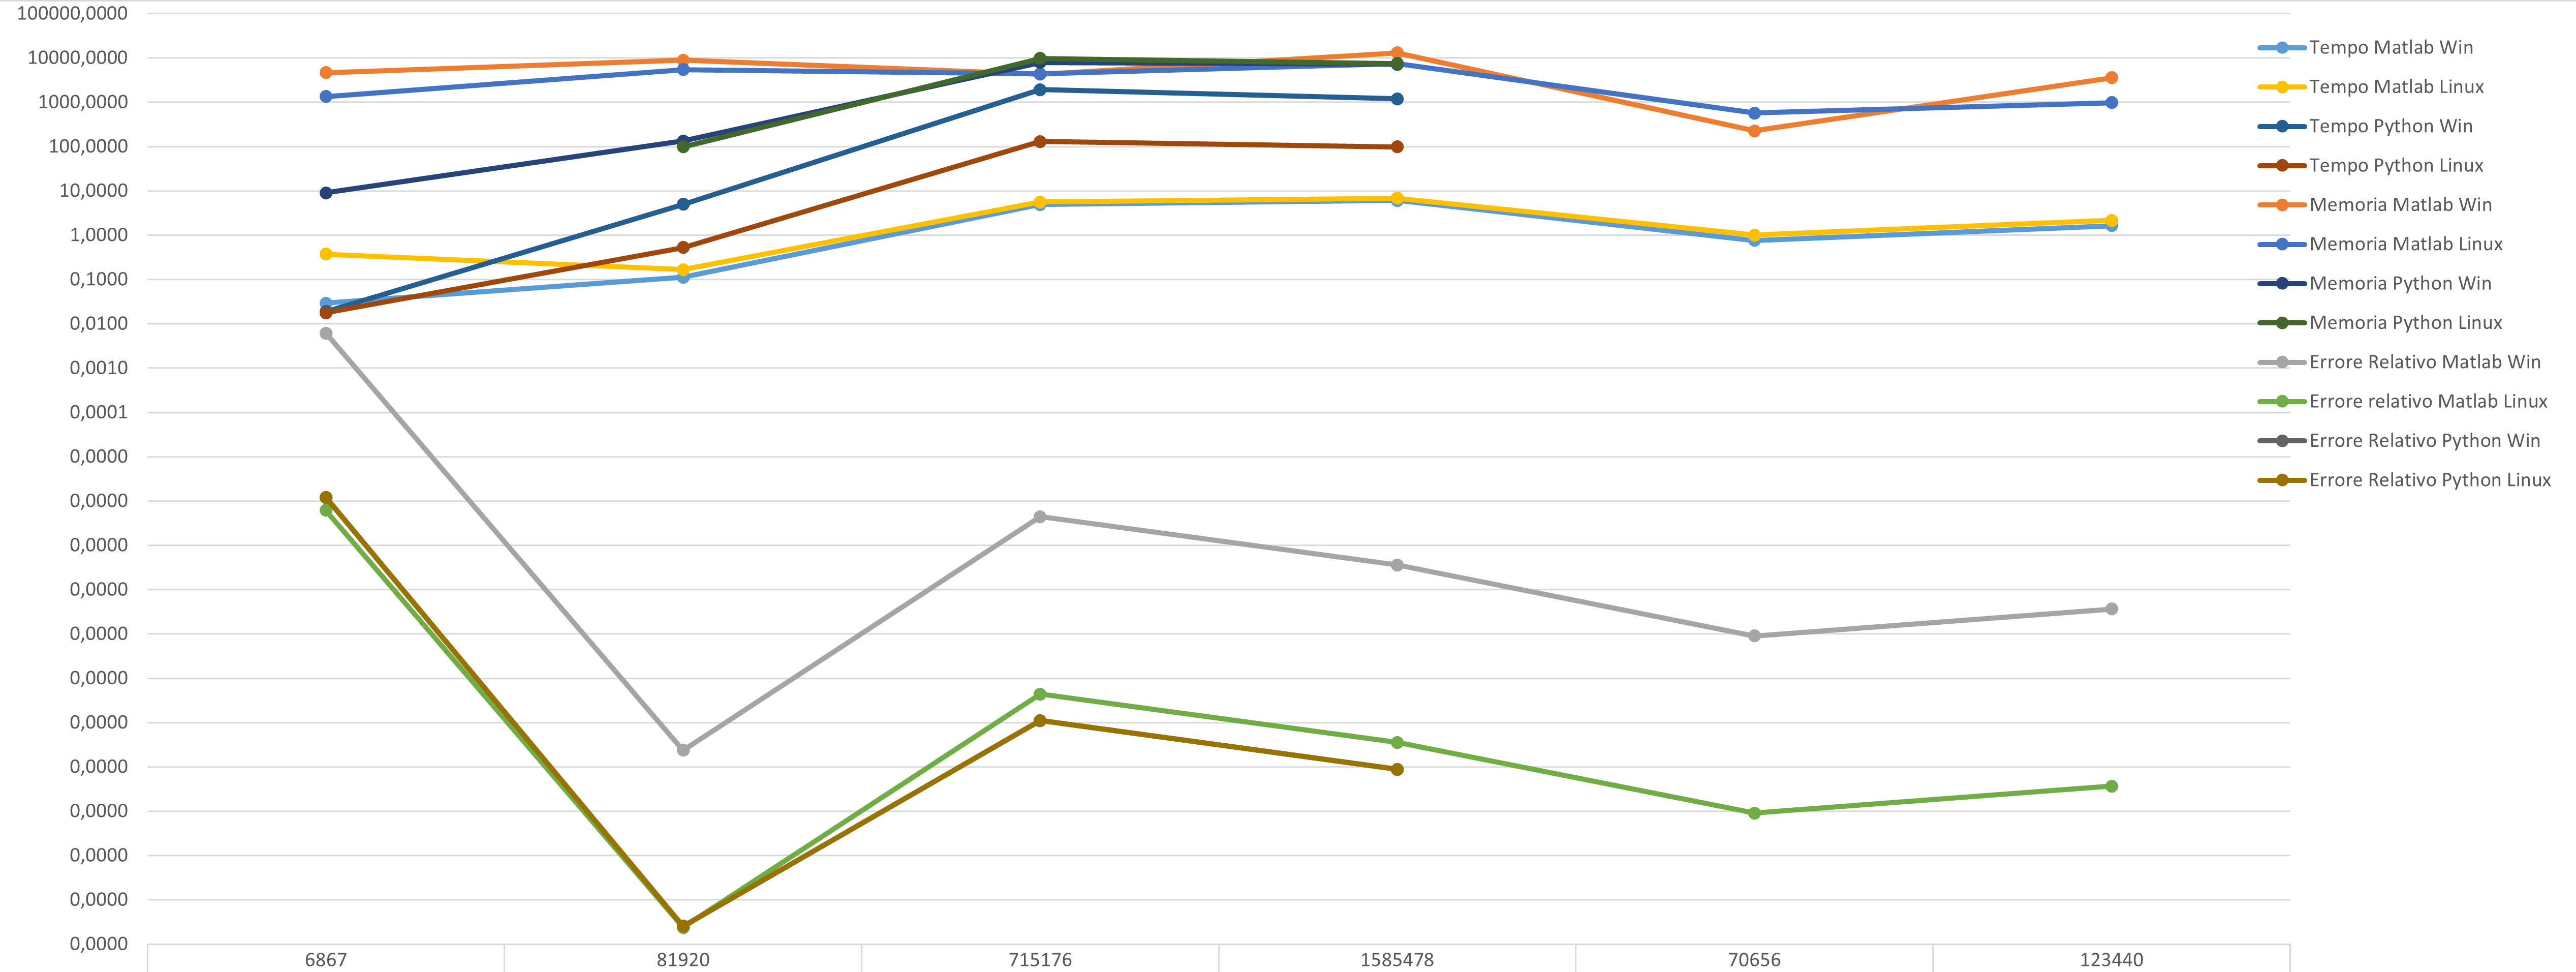 100000,0000
10000,0000
1000,0000
100,0000
10,0000
1,0000
0,1000
0,0100
0,0010
0,0001
0,0000
0,0000
0,0000
0,0000
0,0000
0,0000
0,0000
0,0000
0,0000
0,0000
0,0000
0,0000
6867 81920 715176 1585478 70656 123440
Tempo Matlab Win
Tempo Matlab Linux
Tempo Python Win
Tempo Python Linux
Memoria Matlab Win
Memoria Matlab Linux
Memoria Python Win
Memoria Python Linux
Errore Relativo Matlab Win
Errore relativo Matlab Linux
Errore Relativo Python Win
Errore Relativo Python Linux